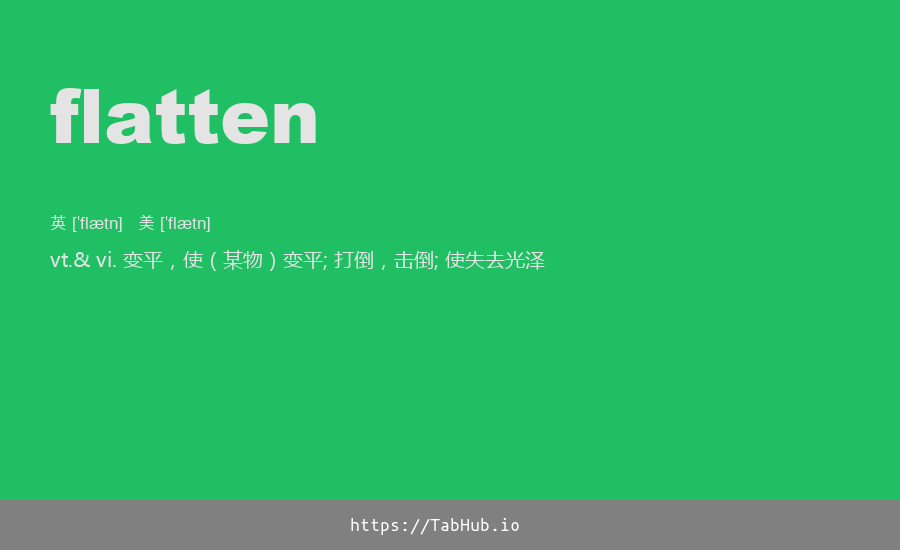 flatten
英 [ˈflætn] 美 [ˈflætn]
vt.& vi. 变平，使（某物）变平; 打倒，击倒; 使失去光泽
https://TabHub.io